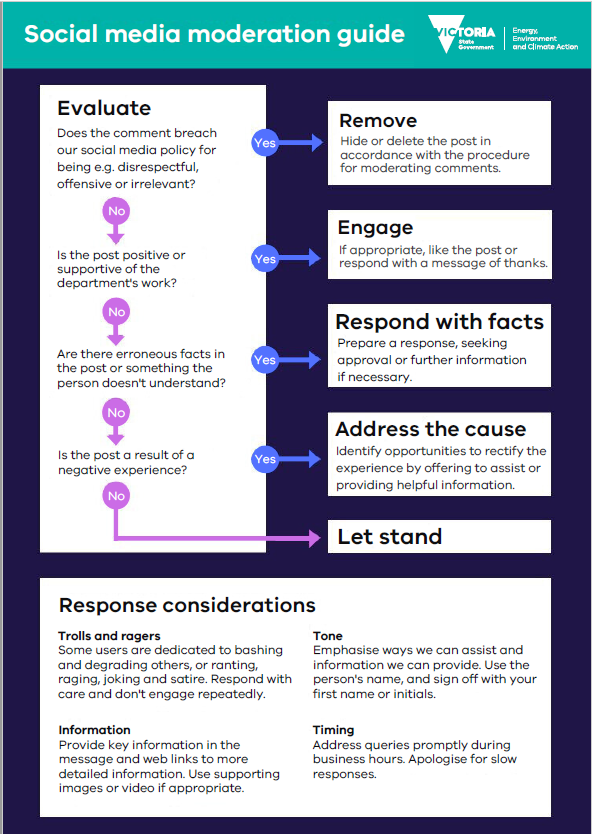 Social media moderation guide
VICTORIA
State
Government
Energy,
Environment
and Climate Action
Evaluate
Does the comment breach
our social media policy for
being e.g. disrespectful,
offensive or irrelevant?
Yes
Remove
Hide or delete the post in
accordance with the procedure
for moderating comments.
No
Is the post positive or
supportive of the
department's work?
Yes
Engage
If appropriate, like the post or
respond with a message of thanks.
No
Are there erroneous facts in
the post or something the
person doesn't understand?
Yes
Respond with facts
Prepare a response, seeking
approval or further information
if necessary.
No
Is the post a result of a
negative experience?
Yes
Address the cause
Identify opportunities to rectify the
experience by offering to assist or
providing helpful information.
No
Let stand
Response considerations
Trolls and ragers
Some users are dedicated to bashing
and degrading others, or ranting,
raging, joking and satire. Respond with
care and don't engage repeatedly.
Tone
Emphasise ways we can assist and
information we can provide. Use the
person's name, and sign off with your
first name or initials.
Information
Provide key information in the
message and web links to more
detailed information. Use supporting
images or video if appropriate.
Timing
Address queries promptly during
business hours. Apologise for slow
responses.